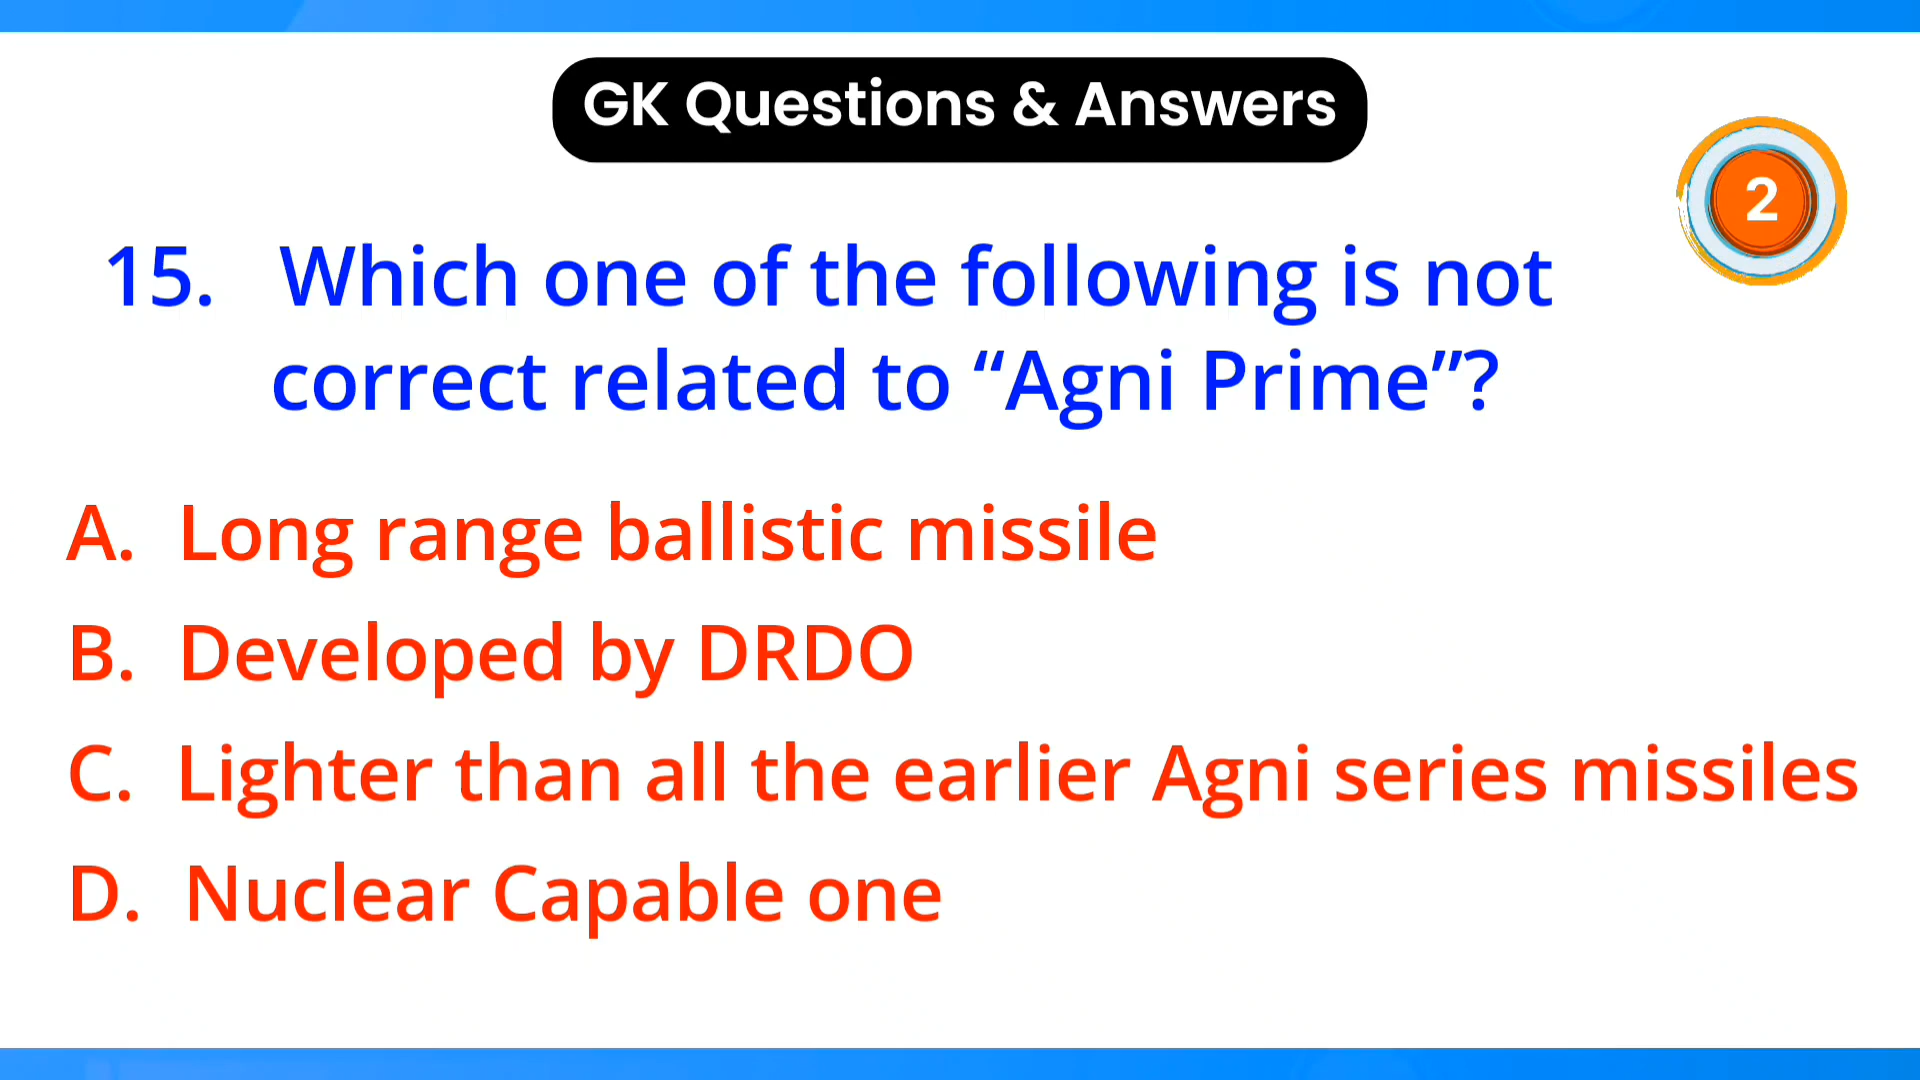 GK Questions & Answers
2
15. Which one of the following is not
correct related to “Agni Prime”?
A. Long range ballistic missile
B. Developed by DRDO
C. Lighter than all the earlier Agni series missiles
D. Nuclear Capable one